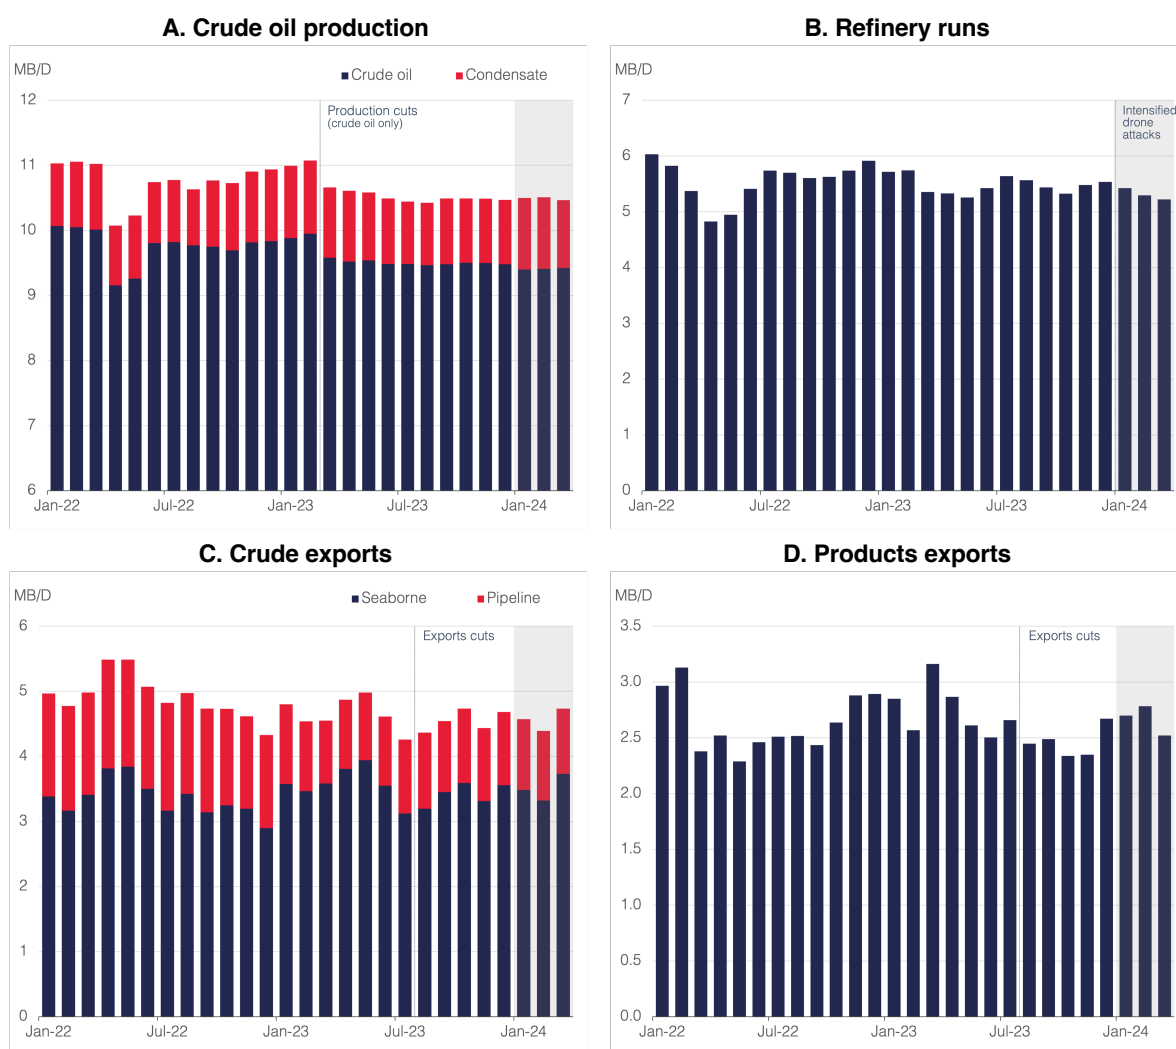 A. Crude oil production
MB/D
Crude oil
Condensate
Production cuts
(crude oil only)
12
11
10
9
8
7
6
Jan-22
Jul-22
Jan-23
Jul-23
Jan-24
B. Refinery runs
MB/D
Intensified
drone
attacks
7
6
5
4
3
2
1
0
Jan-22
Jul-22
Jan-23
Jul-23
Jan-24
C. Crude exports
MB/D
Seaborne
Pipeline
Exports cuts
6
5
4
3
2
1
0
Jan-22
Jul-22
Jan-23
Jul-23
Jan-24
D. Products exports
MB/D
Exports cuts
3.5
3.0
2.5
2.0
1.5
1.0
0.5
0.0
Jan-22
Jul-22
Jan-23
Jul-23
Jan-24